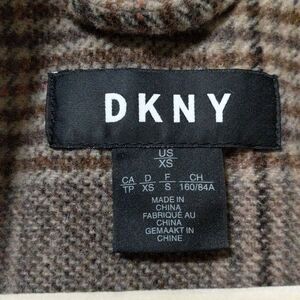 DKNY
US
XS
CA D F CH
TP XS S 160/84A
MADE IN
CHINA
FABRIQUÉ AU
CHINA
GEMAAKT IN
CHINE